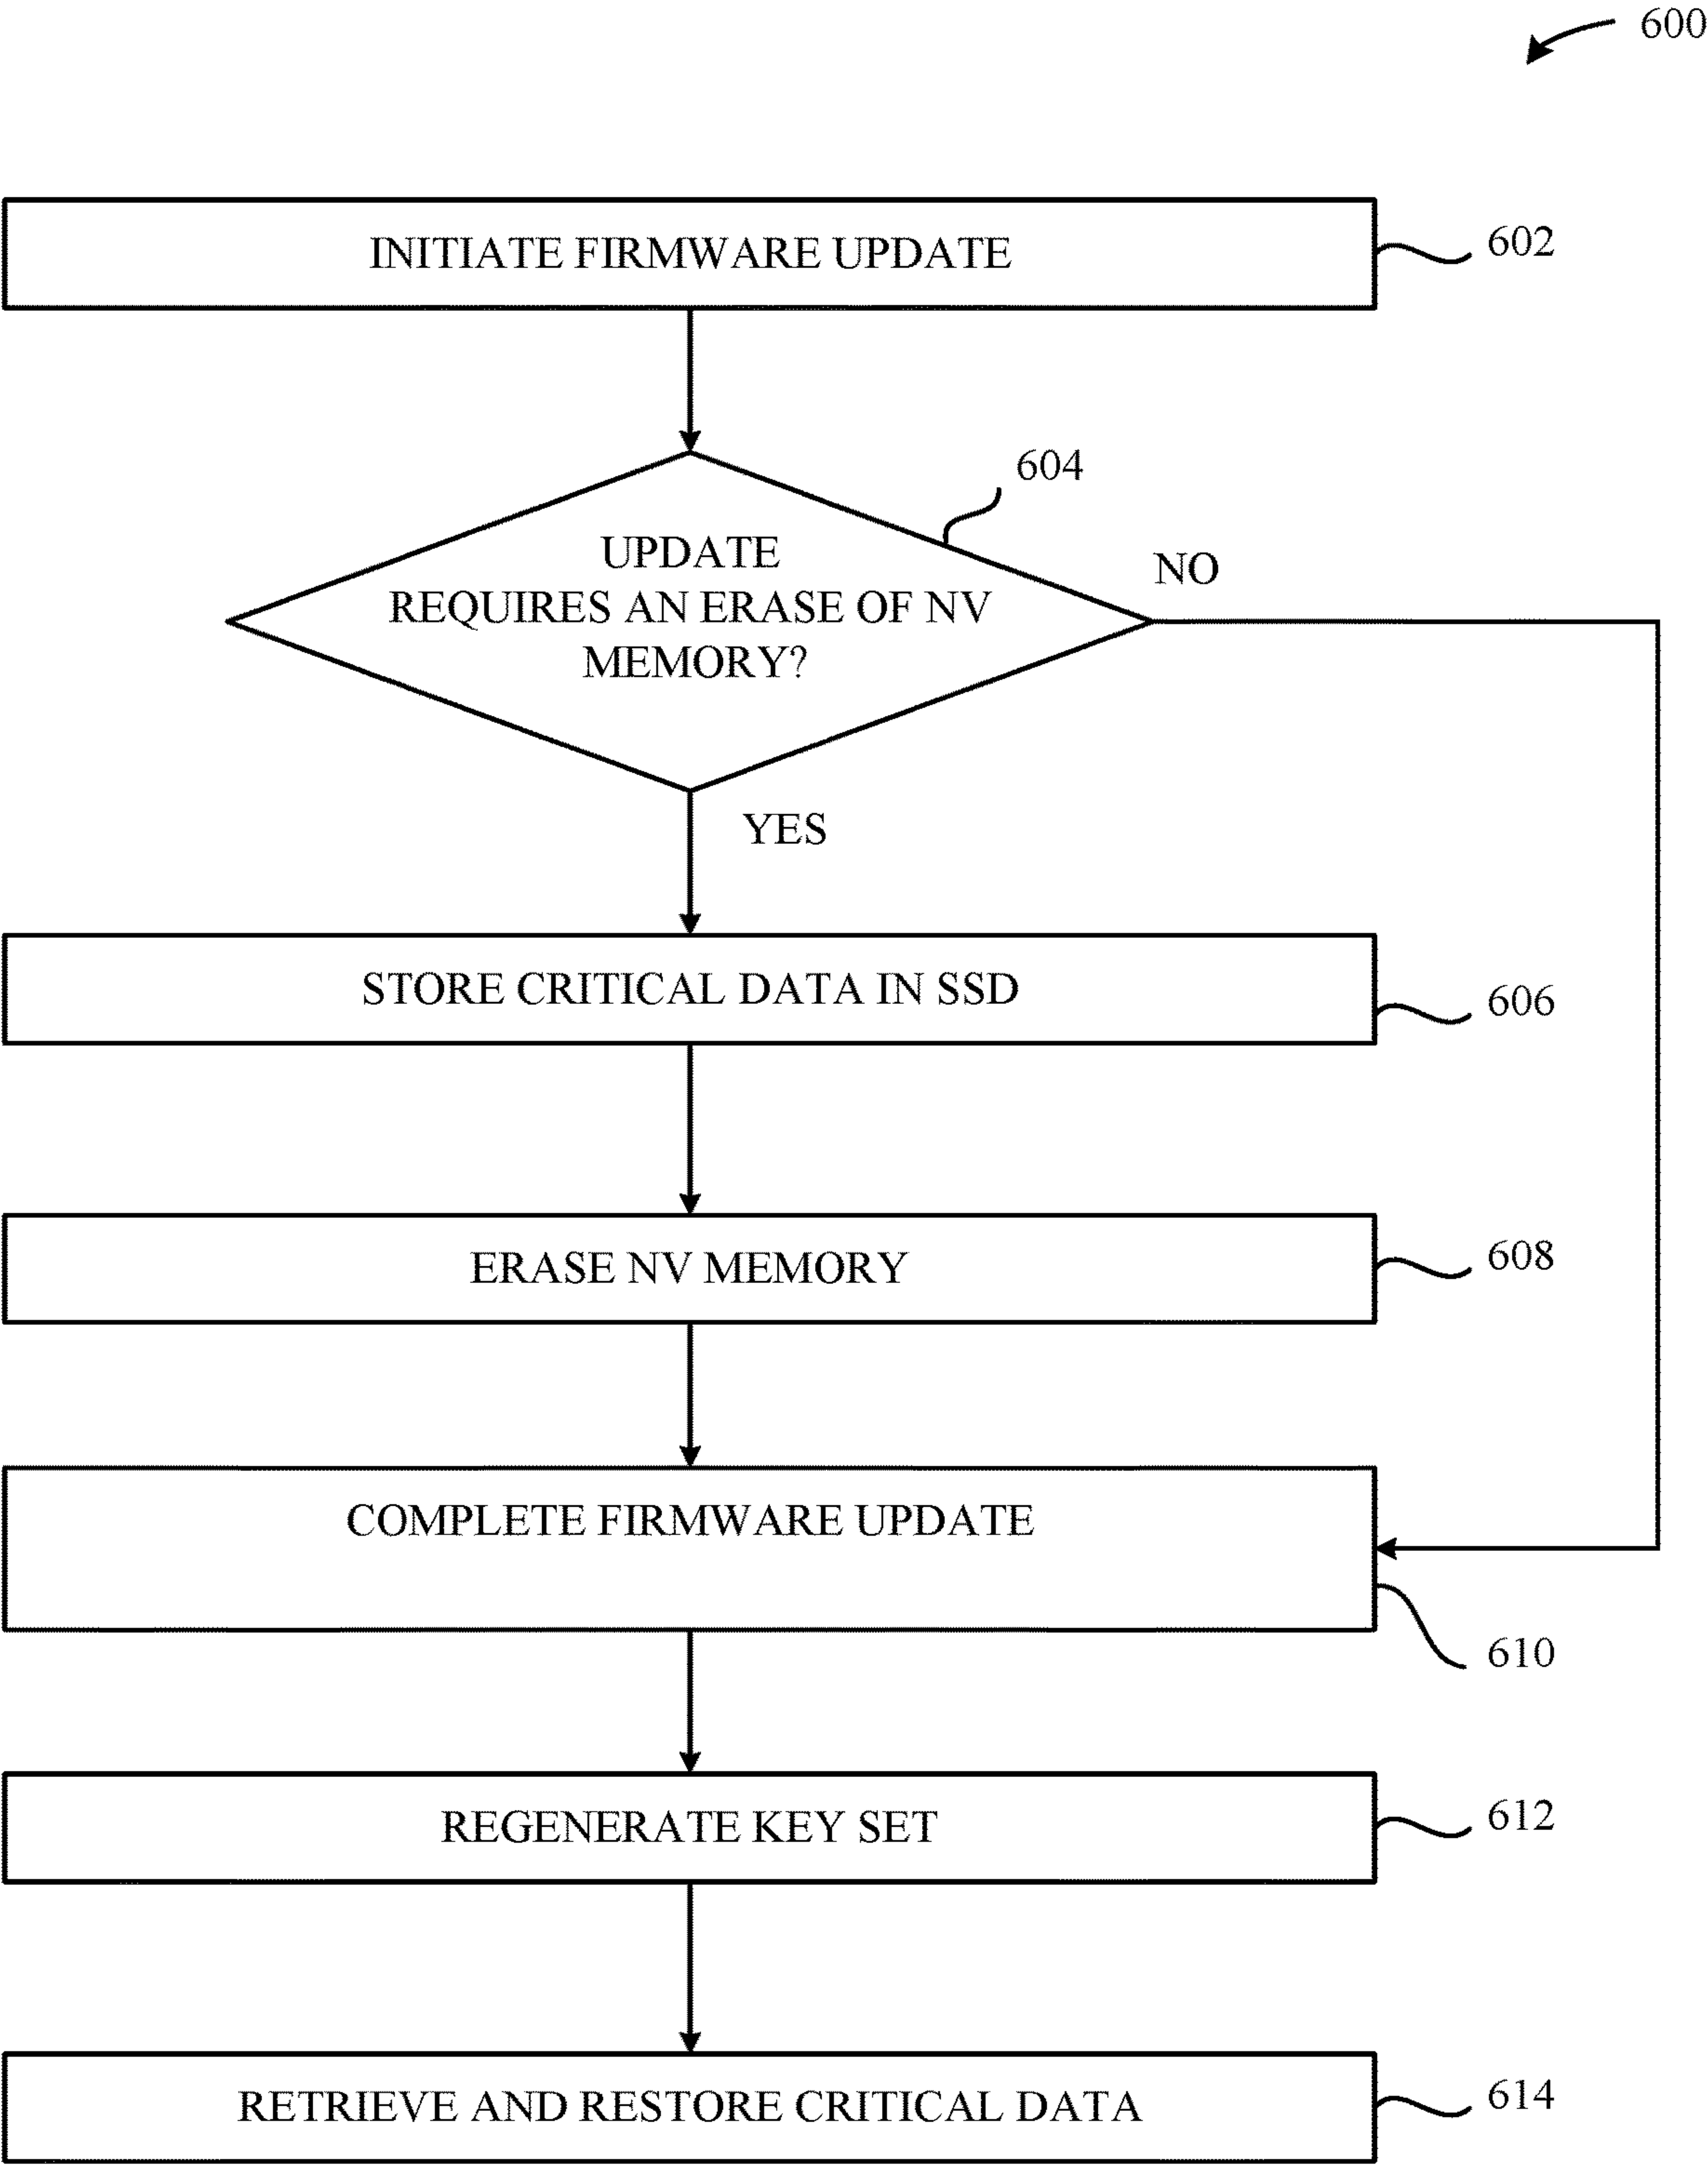 600
INITIATE FIRMWARE UPDATE
602
604
UPDATE
REQUIRES AN ERASE OF NV
MEMORY?
NO
YES
STORE CRITICAL DATA IN SSD
606
ERASE NV MEMORY
608
COMPLETE FIRMWARE UPDATE
610
REGENERATE KEY SET
612
RETRIEVE AND RESTORE CRITICAL DATA
614